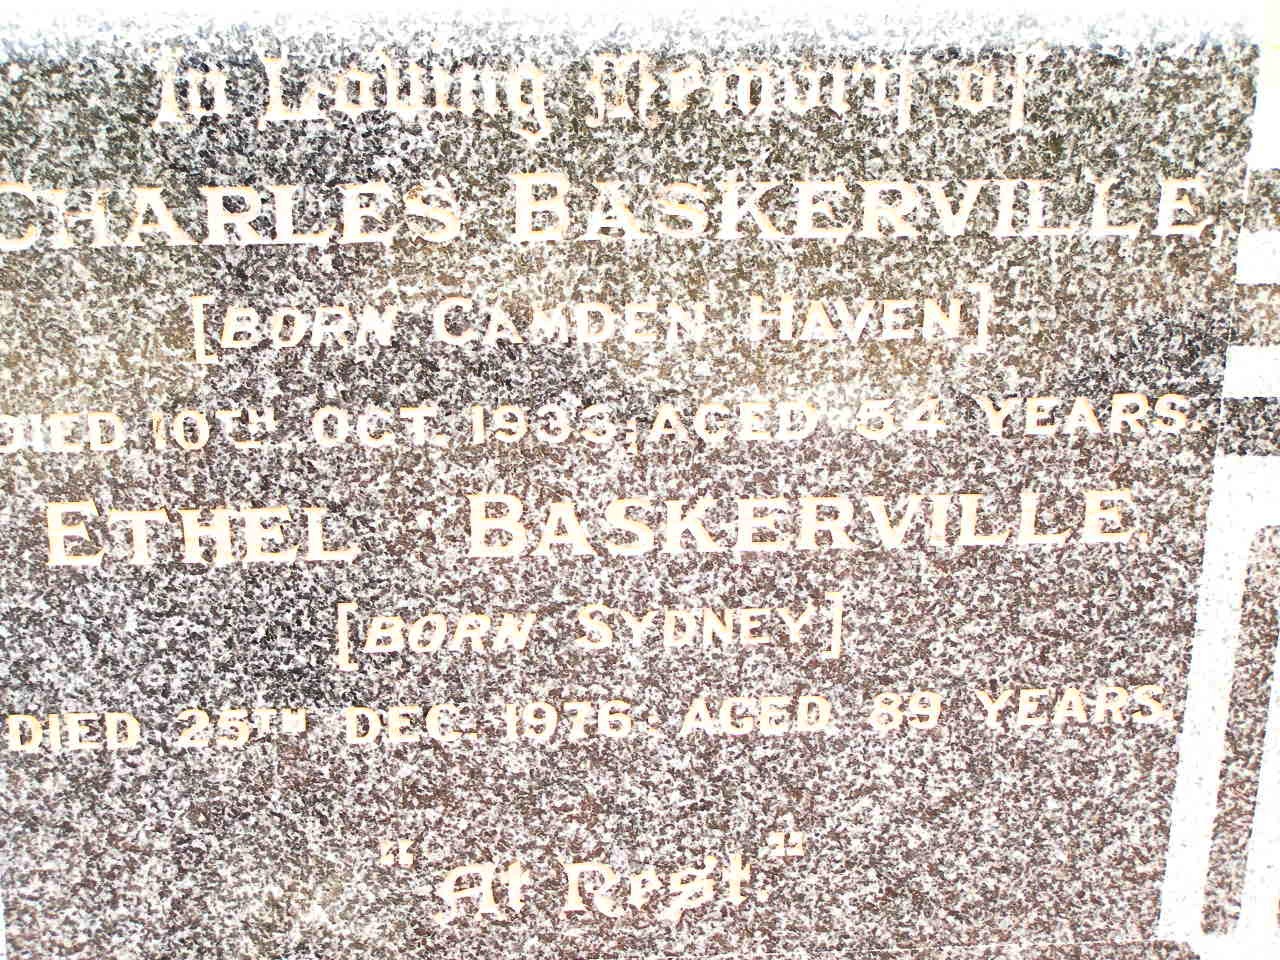 In Loving Memory of
CHARLES BASKERVILLE,
[BORN CAMDEN HAVEN]
DIED 10TH OCT. 1933; AGED 54 YEARS.
ETHEL BASKERVILLE.
[BORN SYDNEY]
DIED 25TH DEC. 1976: AGED 89 YEARS.
"At Rest."